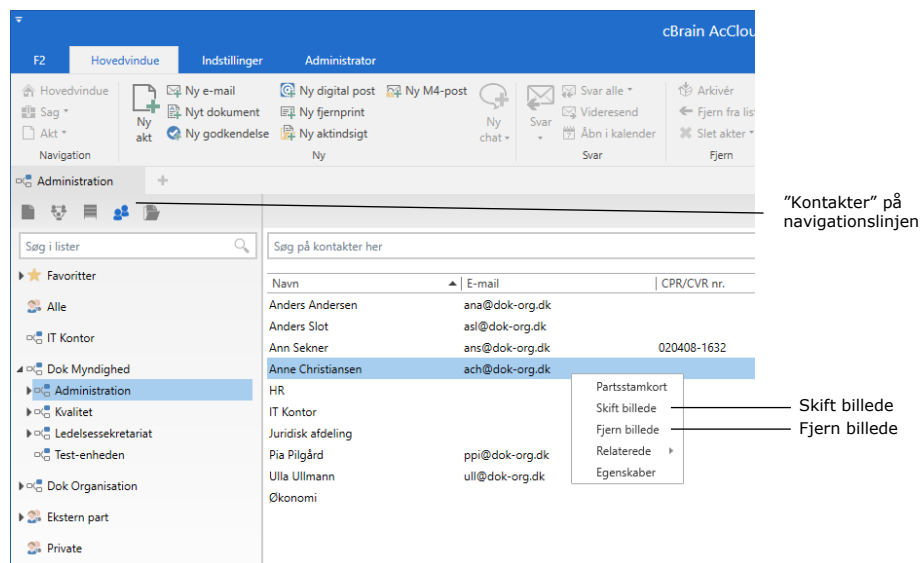 cBrain AcClou
F2 Hovedvindue Indstillinger Administrator
Hovedvindue Ny e-mail Ny digital post Ny M4-post Svar alle Arkivér
Sag Nyt dokument Ny fjernprint Videresend Fjern fra list
Akt Ny akt Ny godkendelse Ny aktindsigt Ny chat Svar Åbn i kalender Slet akter
Navigation Ny Svar Fjern
Administration +
"Kontakter" på
navigationslinjen
Søg i lister Søg på kontakter her
Favoritter
Alle
IT Kontor
Dok Myndighed
Administration
Kvalitet
Ledelsessekretariat
Test-enheden
Dok Organisation
Ekstern part
Private
Navn E-mail CPR/CVR nr.
Anders Andersen ana@dok-org.dk
Anders Slot asl@dok-org.dk
Ann Sekner ans@dok-org.dk 020408-1632
Anne Christiansen ach@dok-org.dk
HR
IT Kontor
Juridisk afdeling
Pia Pilgård ppi@dok-org.dk
Ulla Ullmann ull@dok-org.dk
Økonomi
Partsstamkort
Skift billede
Fjern billede
Relaterede
Egenskaber
Skift billede
Fjern billede